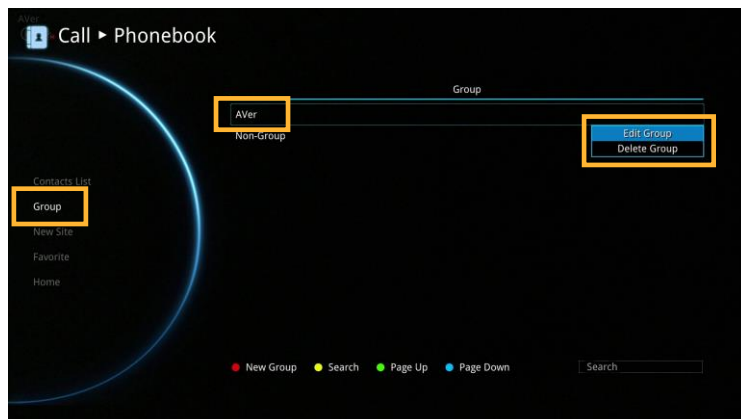 AVer
Call ▸ Phonebook
Group
AVer
Non-Group
Edit Group
Delete Group
Contacts List
Group
New Site
Favorite
Home
New Group Search Page Up Page Down Search